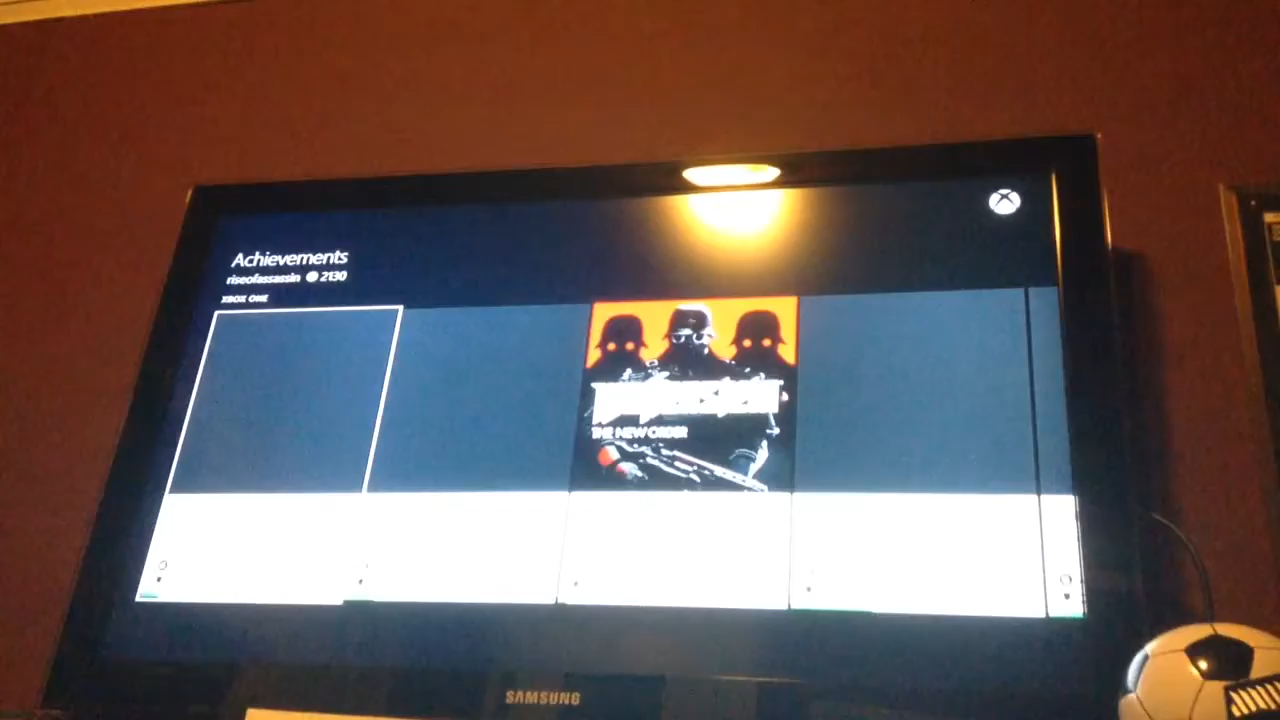 Achievements
riseofassassin 2130
XBOX ONE
THE NEW ORDER
SAMSUNG